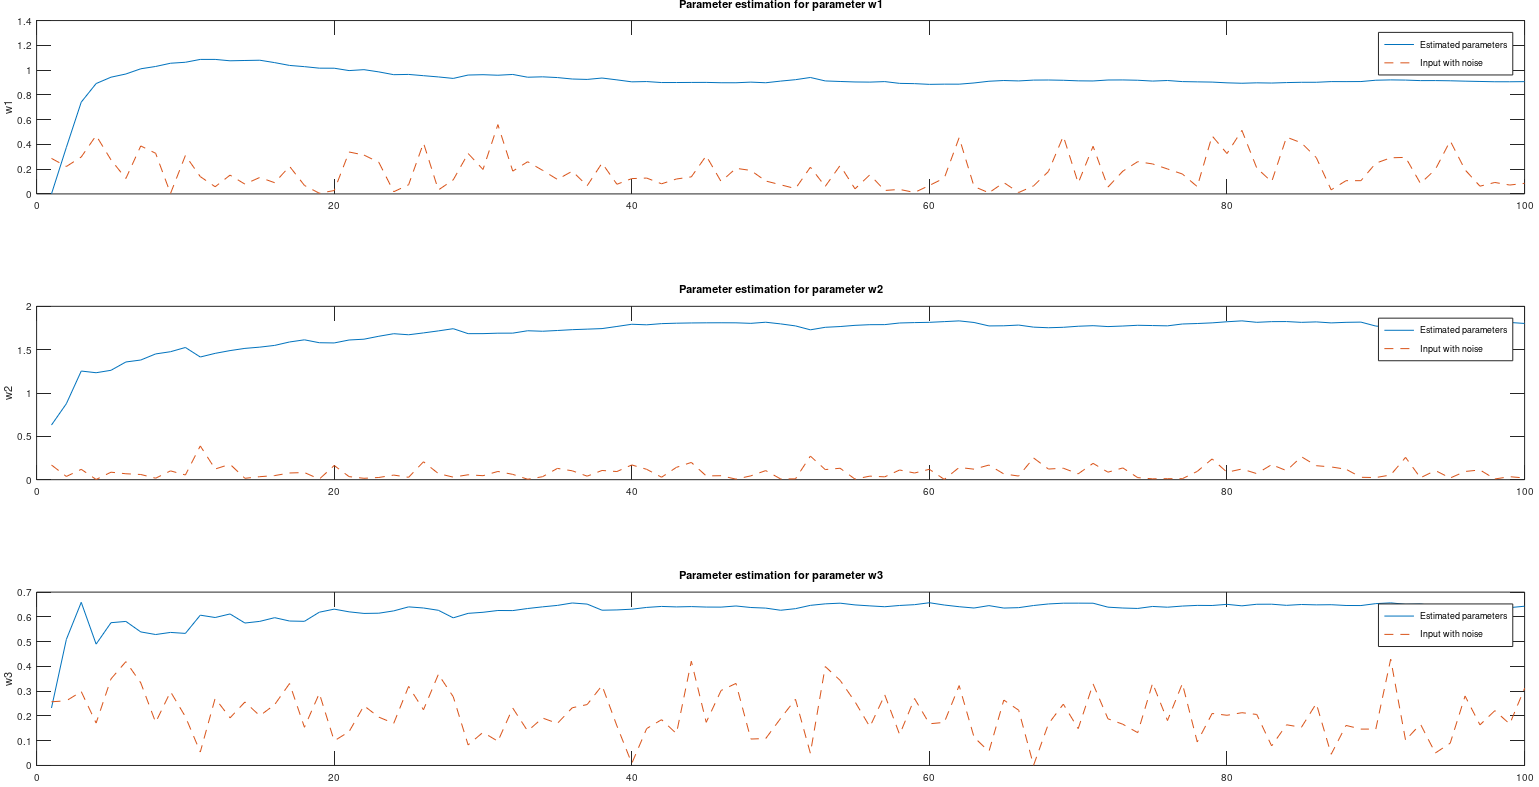 Parameter estimation for parameter w1
1.4
1.2
1
0.8
0.6
0.4
0.2
0
w1
Estimated parameters
Input with noise
0 20 40 60 80 100
Parameter estimation for parameter w2
2
1.5
1
0.5
0
w2
Estimated parameters
Input with noise
0 20 40 60 80 100
Parameter estimation for parameter w3
0.7
0.6
0.5
0.4
0.3
0.2
0.1
0
w3
Estimated parameters
Input with noise
0 20 40 60 80 100